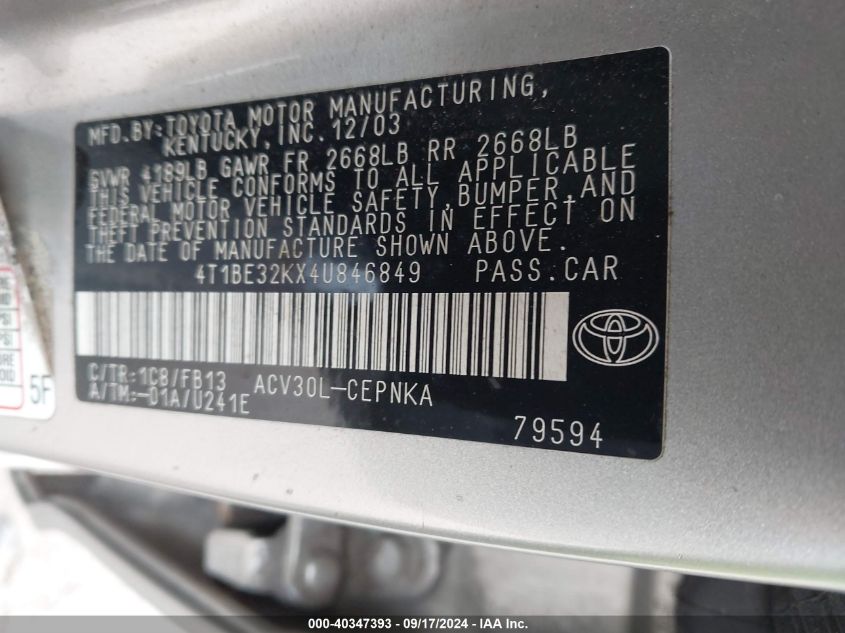 MFD.BY:TOYOTA MOTOR MANUFACTURING,
KENTUCKY, INC. 12/03
GVWR 4189LB GAWR FR 2668LB RR 2668LB
THIS VEHICLE CONFORMS TO ALL APPLICABLE
FEDERAL MOTOR VEHICLE SAFETY,BUMPER,AND
THEFT PREVENTION STANDARDS IN EFFECT ON
THE DATE OF MANUFACTURE SHOWN ABOVE.
4T1BE32KX4U846849 PASS.CAR
C/TR:1C8/FB13 ACV30L-CEPNKA
A/TM:-01A/U241E
79594
5F
000-40347393 - 09/17/2024 - IAA Inc.